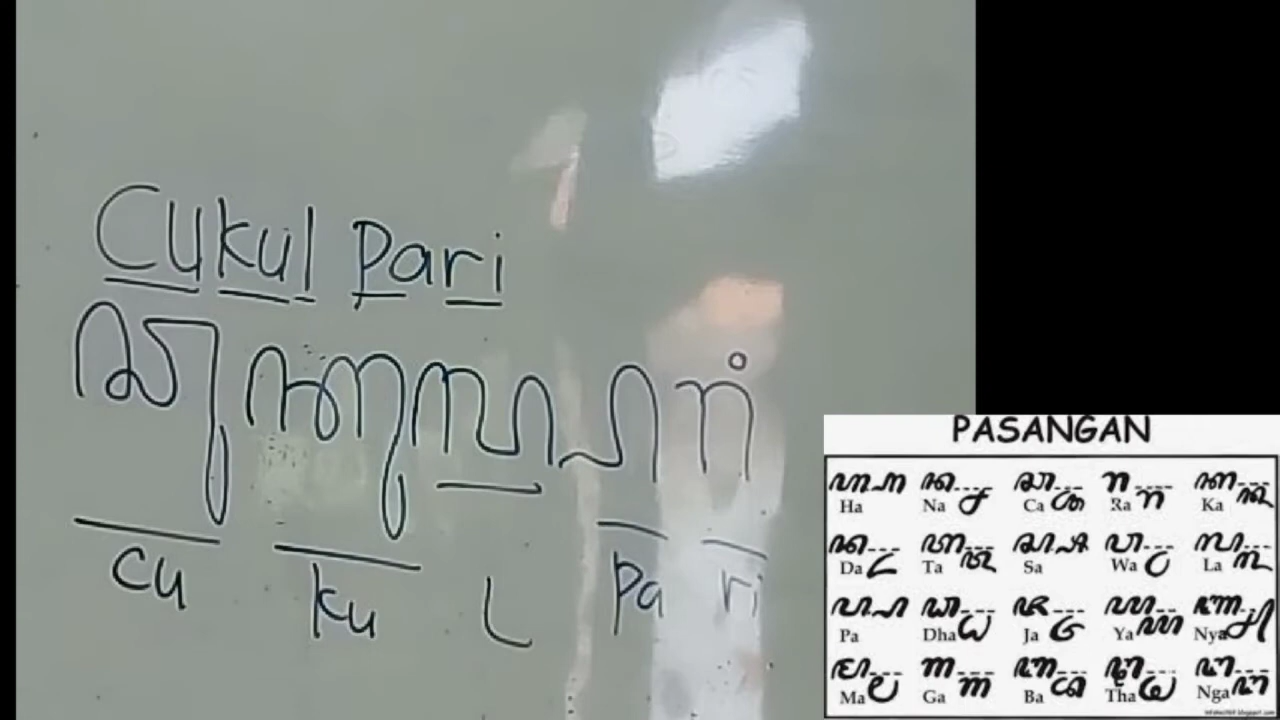 Cukul pari
ꦕꦸꦏꦸꦭ꧀ꦥꦫꦶ
cu ku l pa ri
PASANGAN
ꦲ꧀ꦲ ꦤ꧀ꦤ ꦕ꧀ꦕ ꦫ꧀ꦫ ꦏ꧀ꦏ
Ha Na Ca Ra Ka
ꦢ꧀ꦢ ꦠ꧀ꦠ ꦱ꧀ꦱ ꦮ꧀ꦮ ꦭ꧀ꦭ
Da Ta Sa Wa La
ꦥ꧀ꦥ ꦝ꧀ꦝ ꦗ꧀ꦗ ꦪ꧀ꦪ ꦚ꧀ꦚ
Pa Dha Ja Ya Nya
ꦩ꧀ꦩ ꦒ꧀ꦒ ꦧ꧀ꦧ ꦛ꧀ꦛ ꦔ꧀ꦔ
Ma Ga Ba Tha Nga